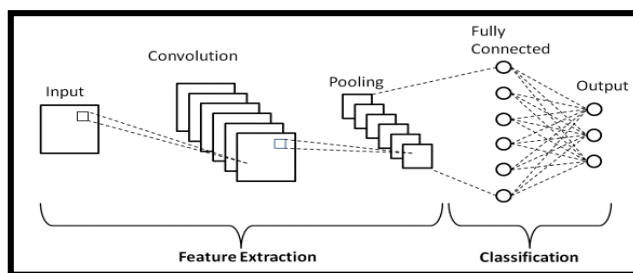 Fully
Connected
Convolution
Pooling
Input
Output
Feature Extraction
Classification